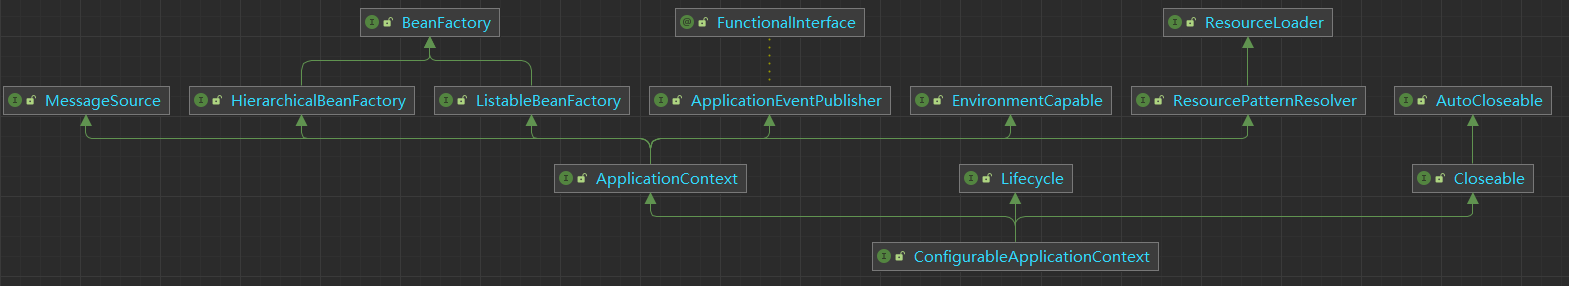 BeanFactory
FunctionalInterface
ResourceLoader
MessageSource
HierarchicalBeanFactory
ListableBeanFactory
ApplicationEventPublisher
EnvironmentCapable
ResourcePatternResolver
AutoCloseable
ApplicationContext
Lifecycle
Closeable
ConfigurableApplicationContext